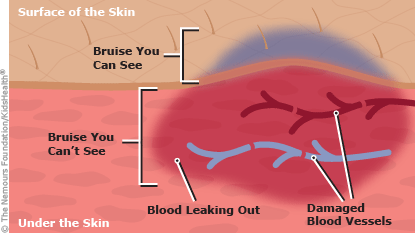 Surface of the Skin
Bruise You
Can See
Bruise You
Can't See
Blood Leaking Out
Damaged
Blood Vessels
Under the Skin
© The Nemours Foundation/KidsHealth®